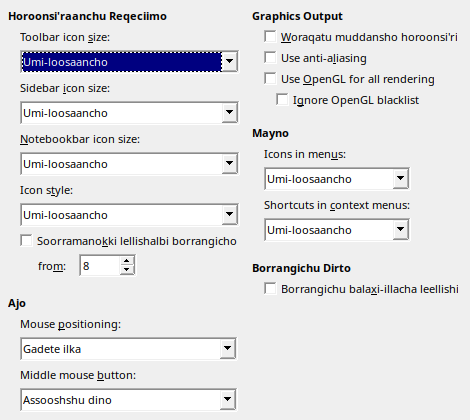 Horoonsi'raanchu Reqeciimo
Toolbar icon size:
Umi-loosaancho
Sidebar icon size:
Umi-loosaancho
Notebookbar icon size:
Umi-loosaancho
Icon style:
Umi-loosaancho
Soorramanokki lellishalbi borrangicho
from: 8
Ajo
Mouse positioning:
Gadete ilka
Middle mouse button:
Assooshshu dino
Graphics Output
Woraqatu muddansho horoonsi'ri
Use anti-aliasing
Use OpenGL for all rendering
Ignore OpenGL blacklist
Mayno
Icons in menus:
Umi-loosaancho
Shortcuts in context menus:
Umi-loosaancho
Borrangichu Dirto
Borrangichu balaxi-illacha leellishi